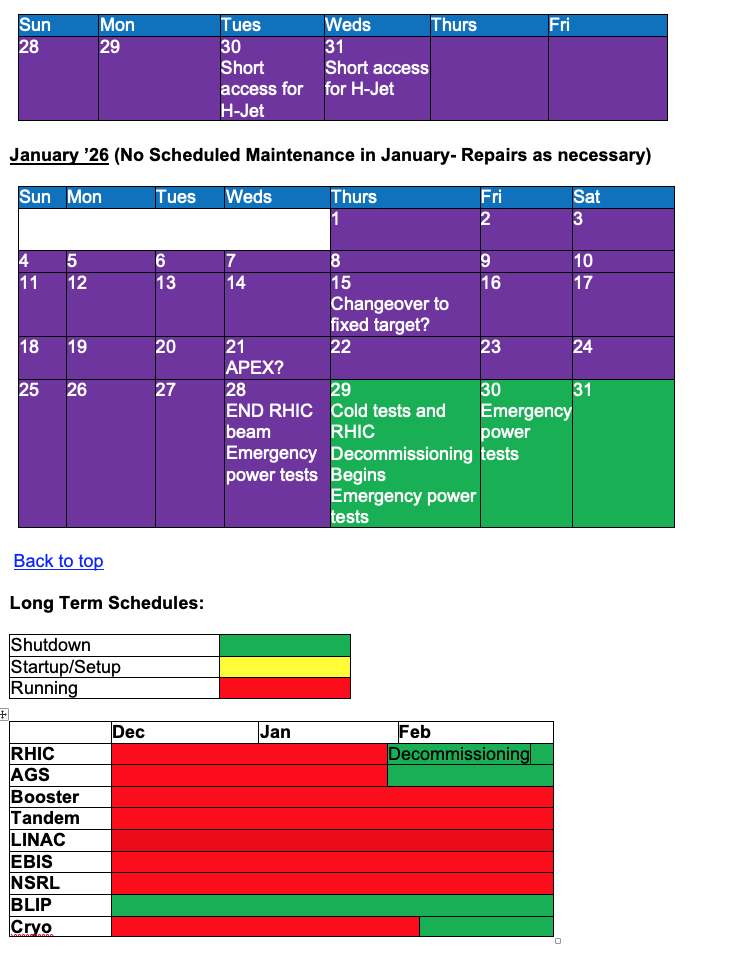 Sun Mon Tues Weds Thurs Fri
28 29 30 31
Short Short access
access for for H-Jet
H-Jet
January ’26 (No Scheduled Maintenance in January- Repairs as necessary)
Sun Mon Tues Weds Thurs Fri Sat
1 2 3
4 5 6 7 8 9 10
11 12 13 14 15 16 17
Changeover to
fixed target?
18 19 20 21 22 23 24
APEX?
25 26 27 28 29 30 31
END RHIC Cold tests and Emergency
beam RHIC power
Emergency Decommissioning tests
power tests Begins
Emergency power
tests
Back to top
Long Term Schedules:
Shutdown
Startup/Setup
Running
Dec Jan Feb
RHIC Decommissioning
AGS
Booster
Tandem
LINAC
EBIS
NSRL
BLIP
Cryo